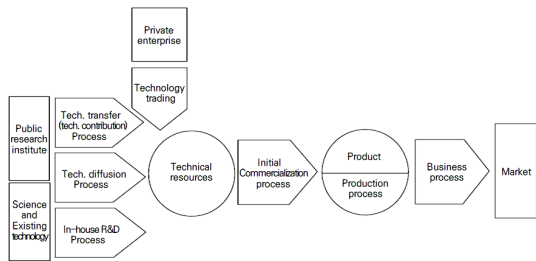 Private
enterprise
Technology
trading
Public
research
institute
Tech. transfer
(tech. contribution)
Process
Tech. diffusion
Process
Science
and
Existing
technology
In-house R&D
Process
Technical
resources
Initial
Commercialization
process
Product
Production
process
Business
process
Market